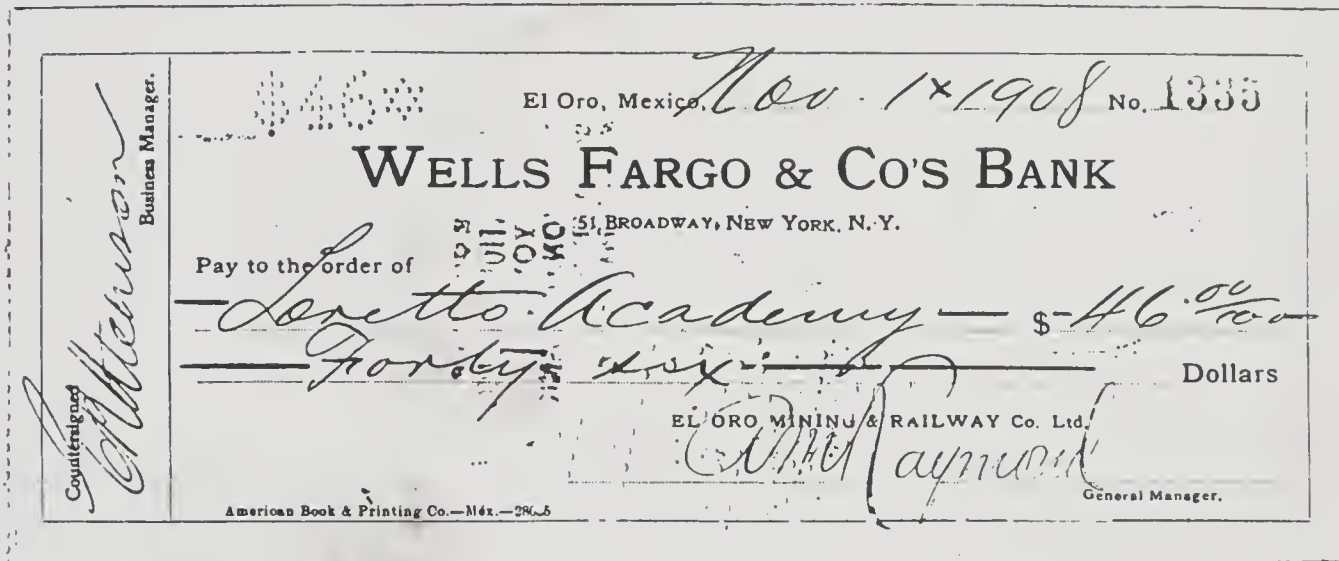 $46
El Oro, Mexico, Nov. 1st 1908 No. 1335
WELLS FARGO & CO'S BANK
51, BROADWAY, NEW YORK, N. Y.
Pay to the order of
Loretto Academy $ 46 00/100
Forty six Dollars
EL ORO MINING & RAILWAY Co. Ltd.
Raymond
General Manager.
American Book & Printing Co.—Méx.—
Countersigned
Business Manager.